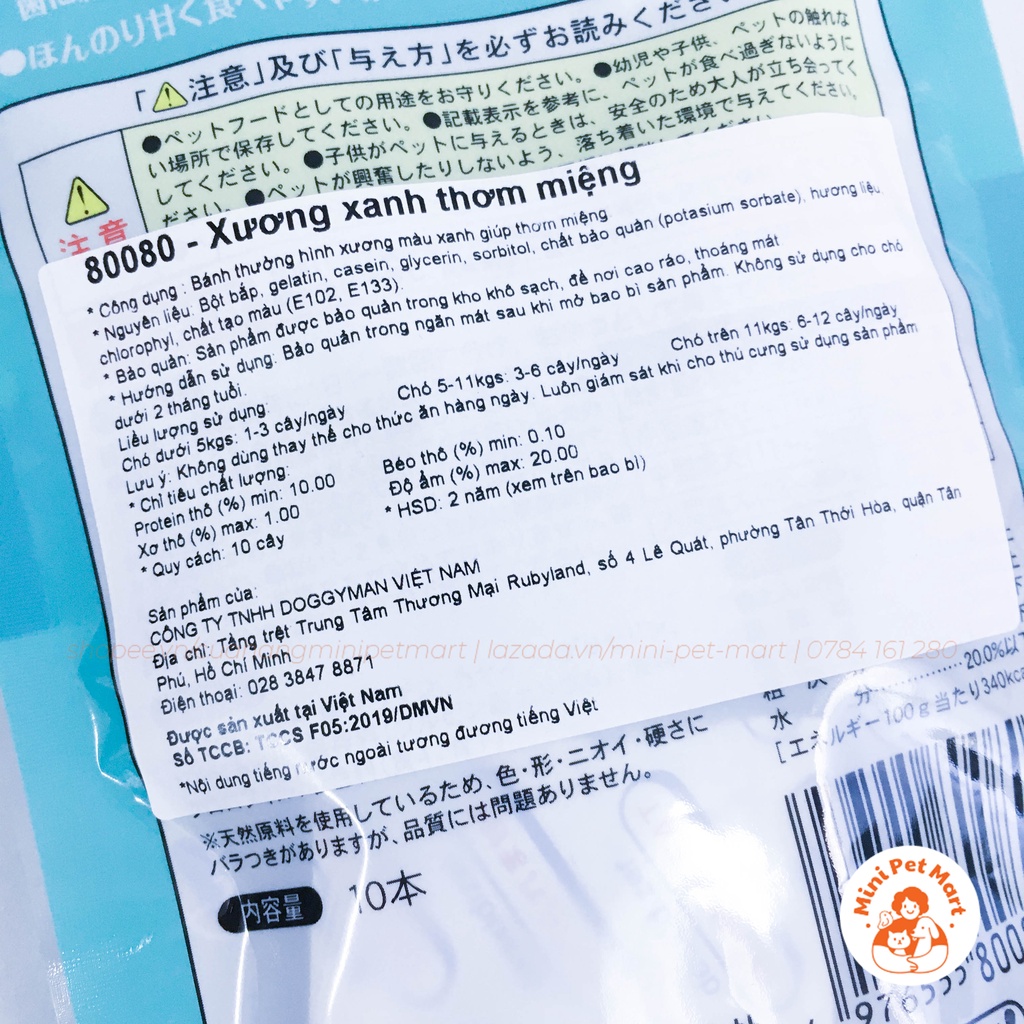 ●ほんのり甘く食べやすい
「⚠注意」及び「与え方」を必ずお読みください
注意
●ペットフードとしての用途をお守りください。●幼児や子供、ペットの触れな
い場所で保存してください。●記載表示を参考に、ペットが食べ過ぎないように
してください。●子供がペットに与えるときは、安全のため大人が立ち会ってく
ださい。●ペットが興奮したりしないよう、落ち着いた環境で与えてください。
80080 - Xương xanh thơm miệng
* Công dụng : Bánh thưởng hình xương màu xanh giúp thơm miệng
* Nguyên liệu: Bột bắp, gelatin, casein, glycerin, sorbitol, chất bảo quản (potasium sorbate), hương liệu,
chlorophyl, chất tạo màu (E102, E133).
* Bảo quản: Sản phẩm được bảo quản trong kho khô sạch, để nơi cao ráo, thoáng mát
* Hướng dẫn sử dụng: Bảo quản trong ngăn mát sau khi mở bao bì sản phẩm. Không sử dụng cho chó
dưới 2 tháng tuổi.
Liều lượng sử dụng:
Chó dưới 5kgs: 1-3 cây/ngày Chó 5-11kgs: 3-6 cây/ngày Chó trên 11kgs: 6-12 cây/ngày
Lưu ý: Không dùng thay thế cho thức ăn hàng ngày. Luôn giám sát khi cho thú cưng sử dụng sản phẩm
* Chỉ tiêu chất lượng:
Protein thô (%) min: 10.00 Béo thô (%) min: 0.10
Xơ thô (%) max: 1.00 Độ ẩm (%) max: 20.00
* Quy cách: 10 cây * HSD: 2 năm (xem trên bao bì)
Sản phẩm của:
CÔNG TY TNHH DOGGYMAN VIỆT NAM
Địa chỉ: Tầng trệt Trung Tâm Thương Mại Rubyland, số 4 Lê Quát, phường Tân Thới Hòa, quận Tân
Phú, Hồ Chí Minh
Điện thoại: 028 3847 8871
Được sản xuất tại Việt Nam
Số TCCB: TCCS F05:2019/DMVN
*Nội dung tiếng nước ngoài tương đương tiếng Việt
minipetmart | lazada.vn/mini-pet-mart | 0784 161 280
分 20.0%以下
水
[エネルギー100g当たり340kca
使用しているため、色・形・ニオイ・硬さに
※天然原料を
バラつきがありますが、品質には問題ありません。
内容量 10本
Mini Pet Mart
976555 800